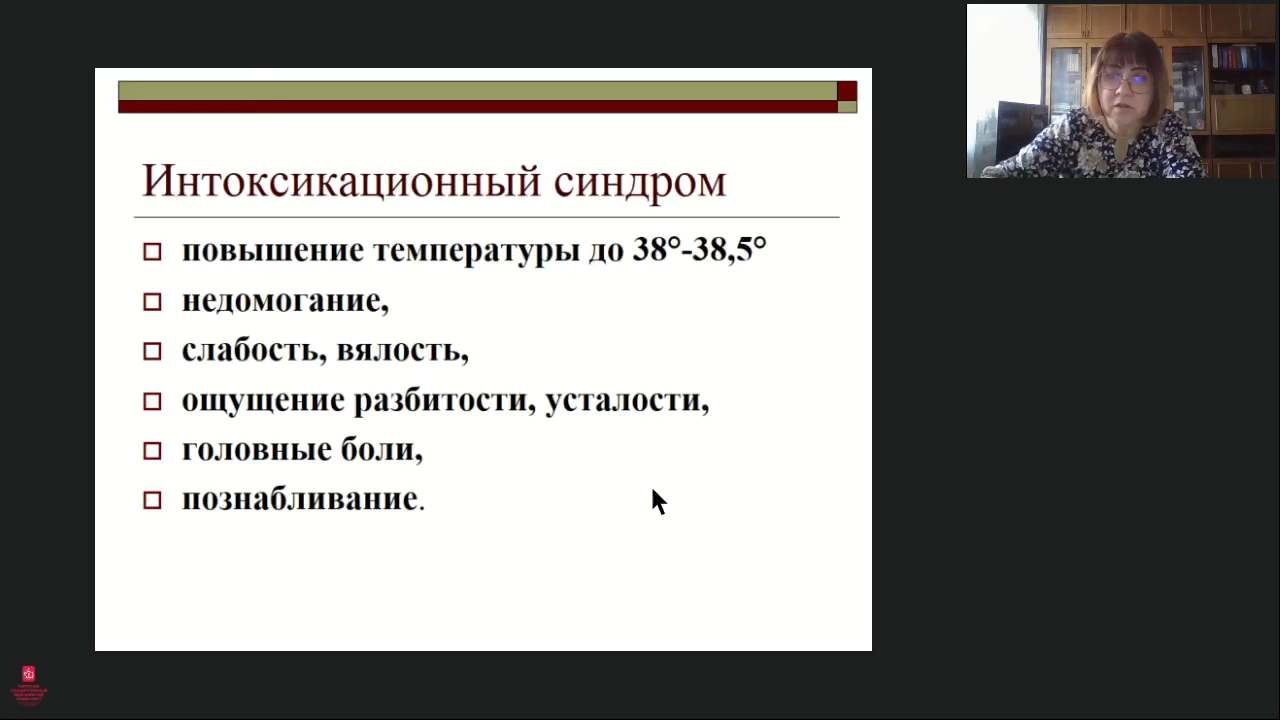 Интоксикационный синдром
повышение температуры до 38°-38,5°
недомогание,
слабость, вялость,
ощущение разбитости, усталости,
головные боли,
познабливание.